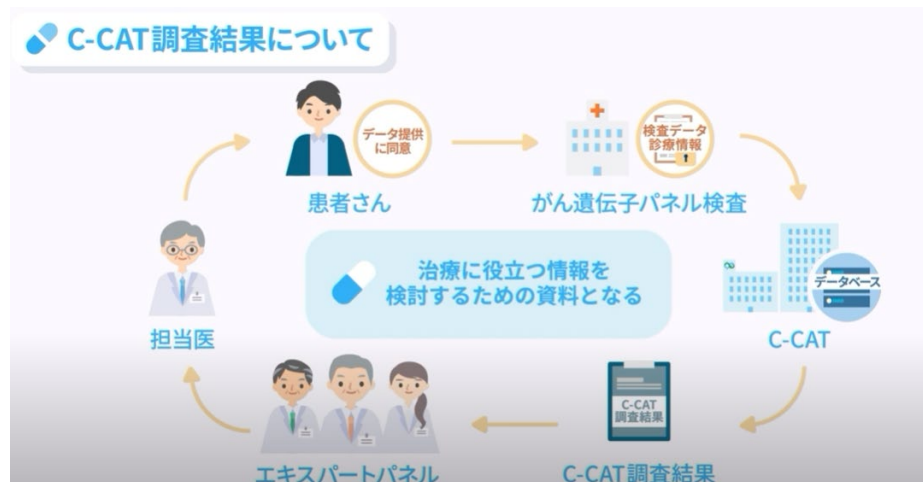 C-CAT調査結果について
データ提供
に同意
患者さん
検査データ
診療情報
がん遺伝子パネル検査
治療に役立つ情報を
検討するための資料となる
担当医
データベース
C-CAT
C-CAT
調査結果
エキスパートパネル
C-CAT調査結果